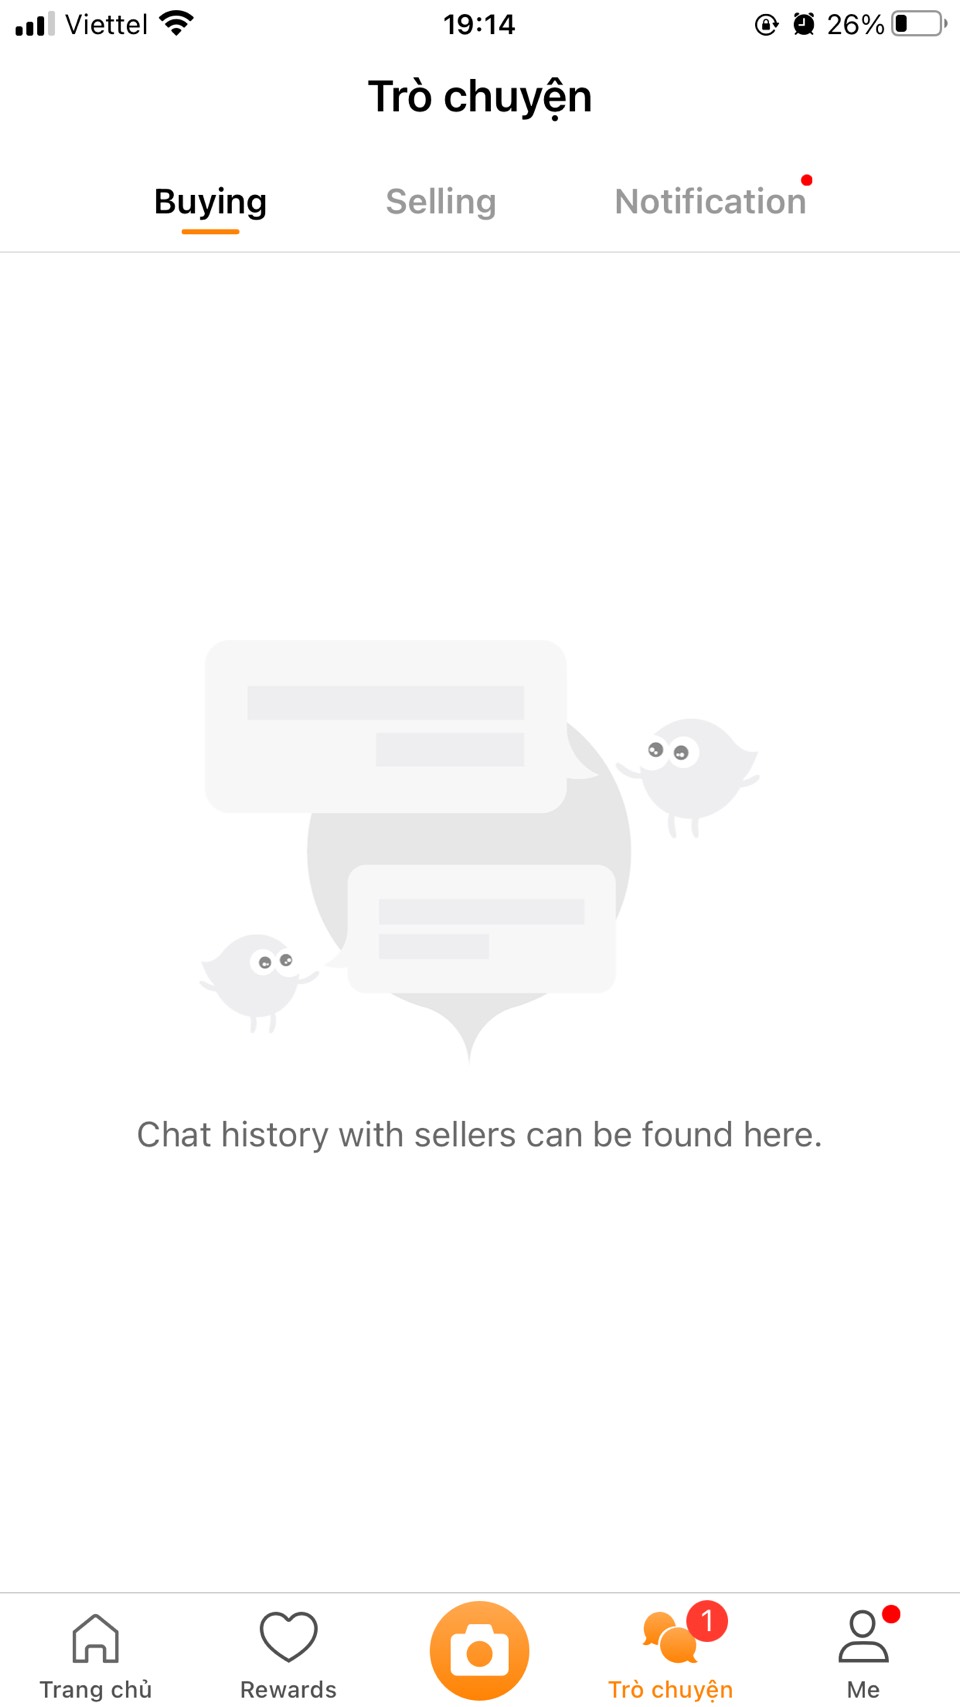 Viettel 19:14 26%
Trò chuyện
Buying Selling Notification
Chat history with sellers can be found here.
1
Trang chủ Rewards Trò chuyện Me